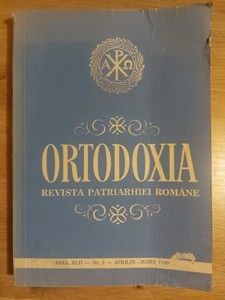 Α Ρ Ω
ORTODOXIA
REVISTA PATRIARHIEI ROMÂNE
ANUL XLII — Nr. 2 — APRILIE—IUNIE 1990